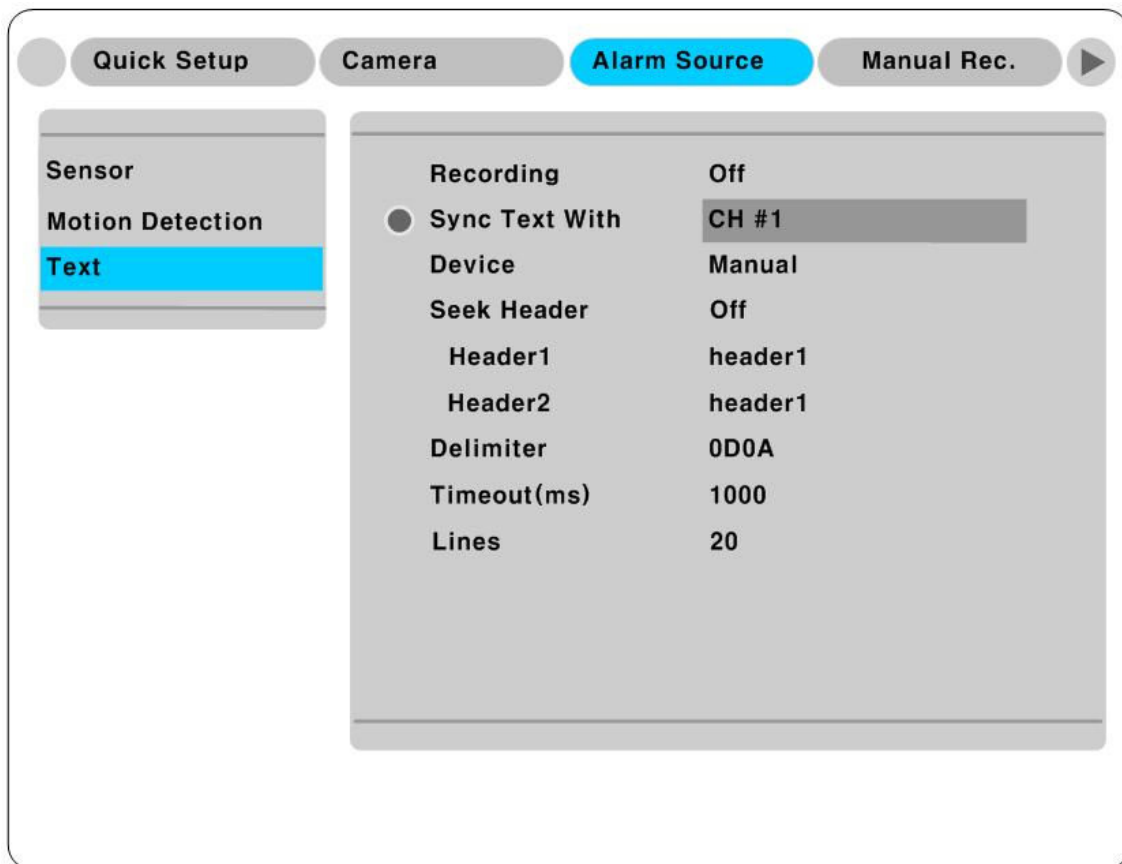 Quick Setup Camera Alarm Source Manual Rec.
Sensor
Motion Detection
Text
Recording Off
Sync Text With CH #1
Device Manual
Seek Header Off
Header1 header1
Header2 header1
Delimiter 0D0A
Timeout(ms) 1000
Lines 20